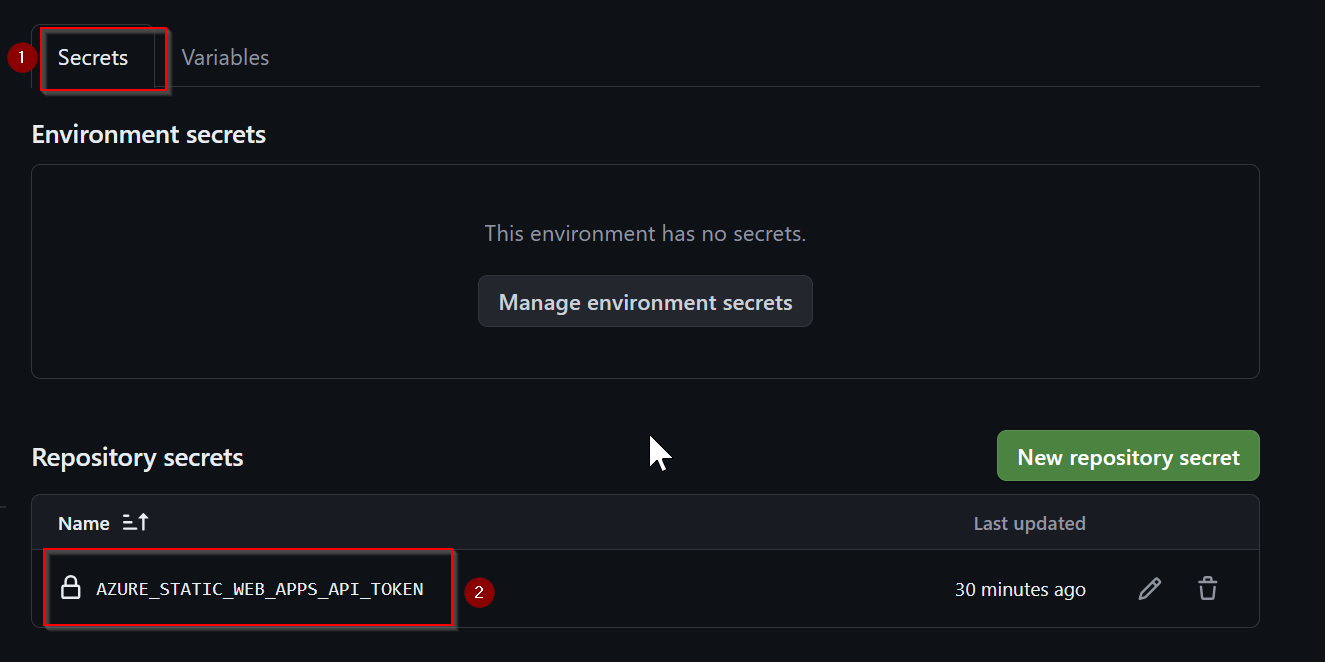 1 Secrets Variables
Environment secrets
This environment has no secrets.
Manage environment secrets
Repository secrets New repository secret
Name Last updated
AZURE_STATIC_WEB_APPS_API_TOKEN 2 30 minutes ago